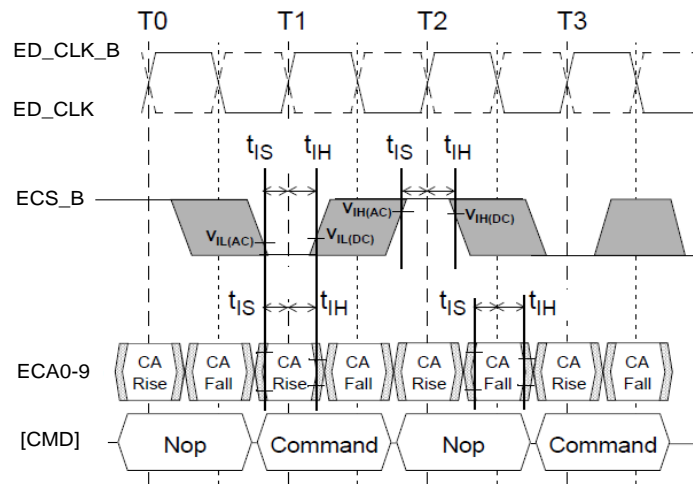 T0 T1 T2 T3
ED_CLK_B
ED_CLK
tIS tIH tIS tIH
ECS_B
VIH(AC) VIH(DC)
VIL(AC) VIL(DC)
tIS tIH tIS tIH
ECA0-9
CA Rise CA Fall CA Rise CA Fall CA Rise CA Fall CA Rise CA Fall
[CMD] Nop Command Nop Command